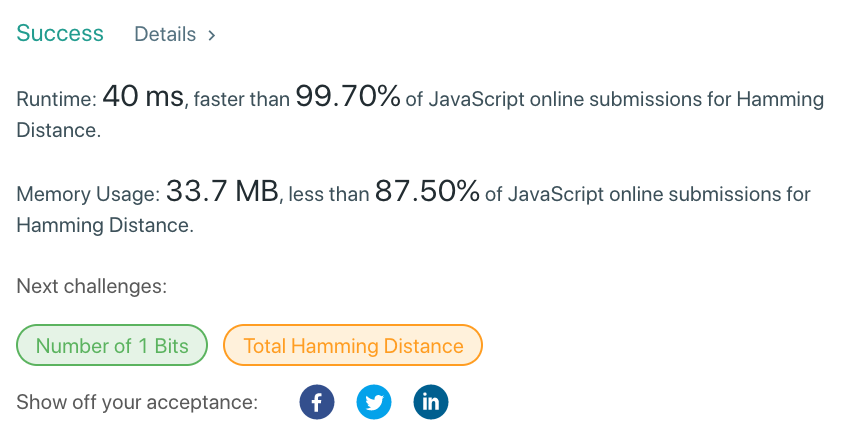 Success Details >
Runtime: 40 ms, faster than 99.70% of JavaScript online submissions for Hamming
Distance.
Memory Usage: 33.7 MB, less than 87.50% of JavaScript online submissions for
Hamming Distance.
Next challenges:
Number of 1 Bits Total Hamming Distance
Show off your acceptance: f in